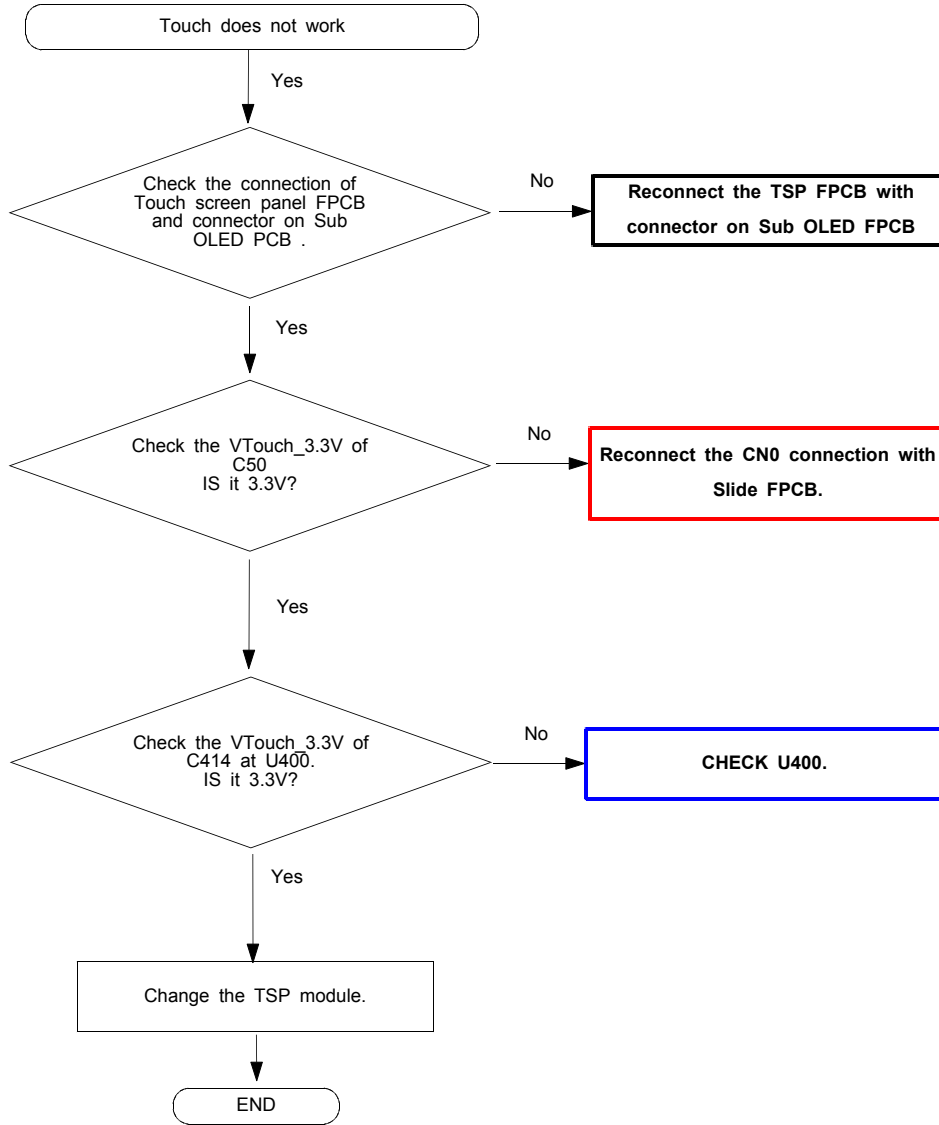 Touch does not work
Yes
Check the connection of
Touch screen panel FPCB
and connector on Sub
OLED PCB .
No
Reconnect the TSP FPCB with
connector on Sub OLED FPCB
Yes
Check the VTouch_3.3V of
C50
IS it 3.3V?
No
Reconnect the CN0 connection with
Slide FPCB.
Yes
Check the VTouch_3.3V of
C414 at U400.
IS it 3.3V?
No
CHECK U400.
Yes
Change the TSP module.
END